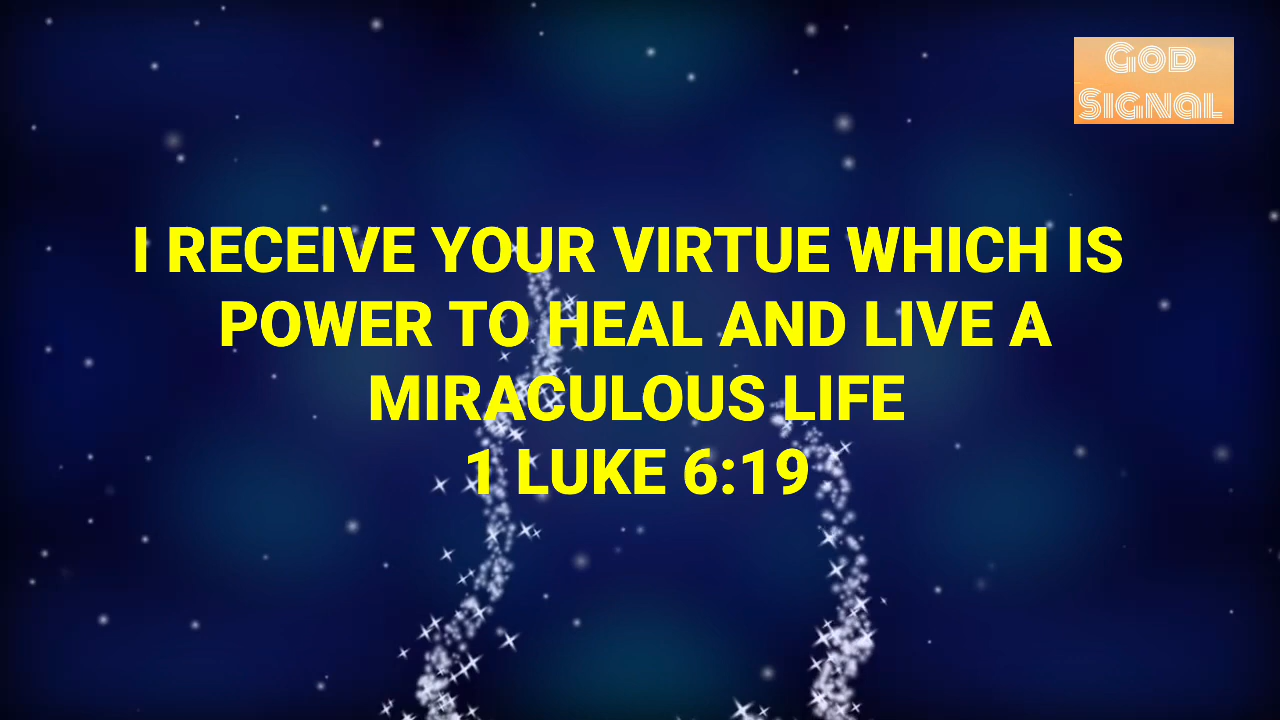 God
Signal
I RECEIVE YOUR VIRTUE WHICH IS
POWER TO HEAL AND LIVE A
MIRACULOUS LIFE
1 LUKE 6:19